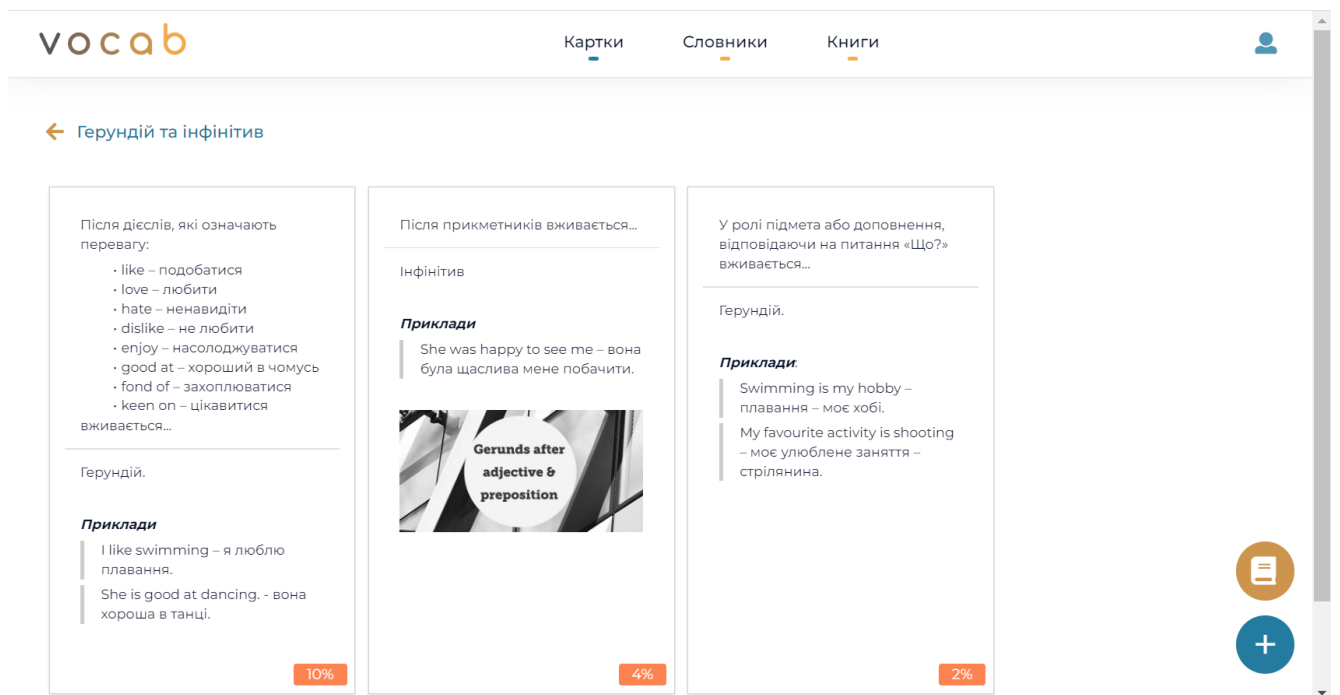 vocab
Картки
Словники
Книги
Герундій та інфінітив
Після дієслів, які означають
перевагу:
• like – подобатися
• love – любити
• hate – ненавидіти
• dislike – не любити
• enjoy – насолоджуватися
• good at – хороший в чомусь
• fond of – захоплюватися
• keen on – цікавитися
вживається...
Герундій.
Приклади
I like swimming – я люблю
плавання.
She is good at dancing. - вона
хороша в танці.
10%
Після прикметників вживається...
Інфінітив
Приклади
She was happy to see me – вона
була щаслива мене побачити.
Gerunds after
adjective &
preposition
4%
У ролі підмета або доповнення,
відповідаючи на питання «Що?»
вживається...
Герундій.
Приклади:
Swimming is my hobby –
плавання – моє хобі.
My favourite activity is shooting
– моє улюблене заняття –
стрілянина.
2%